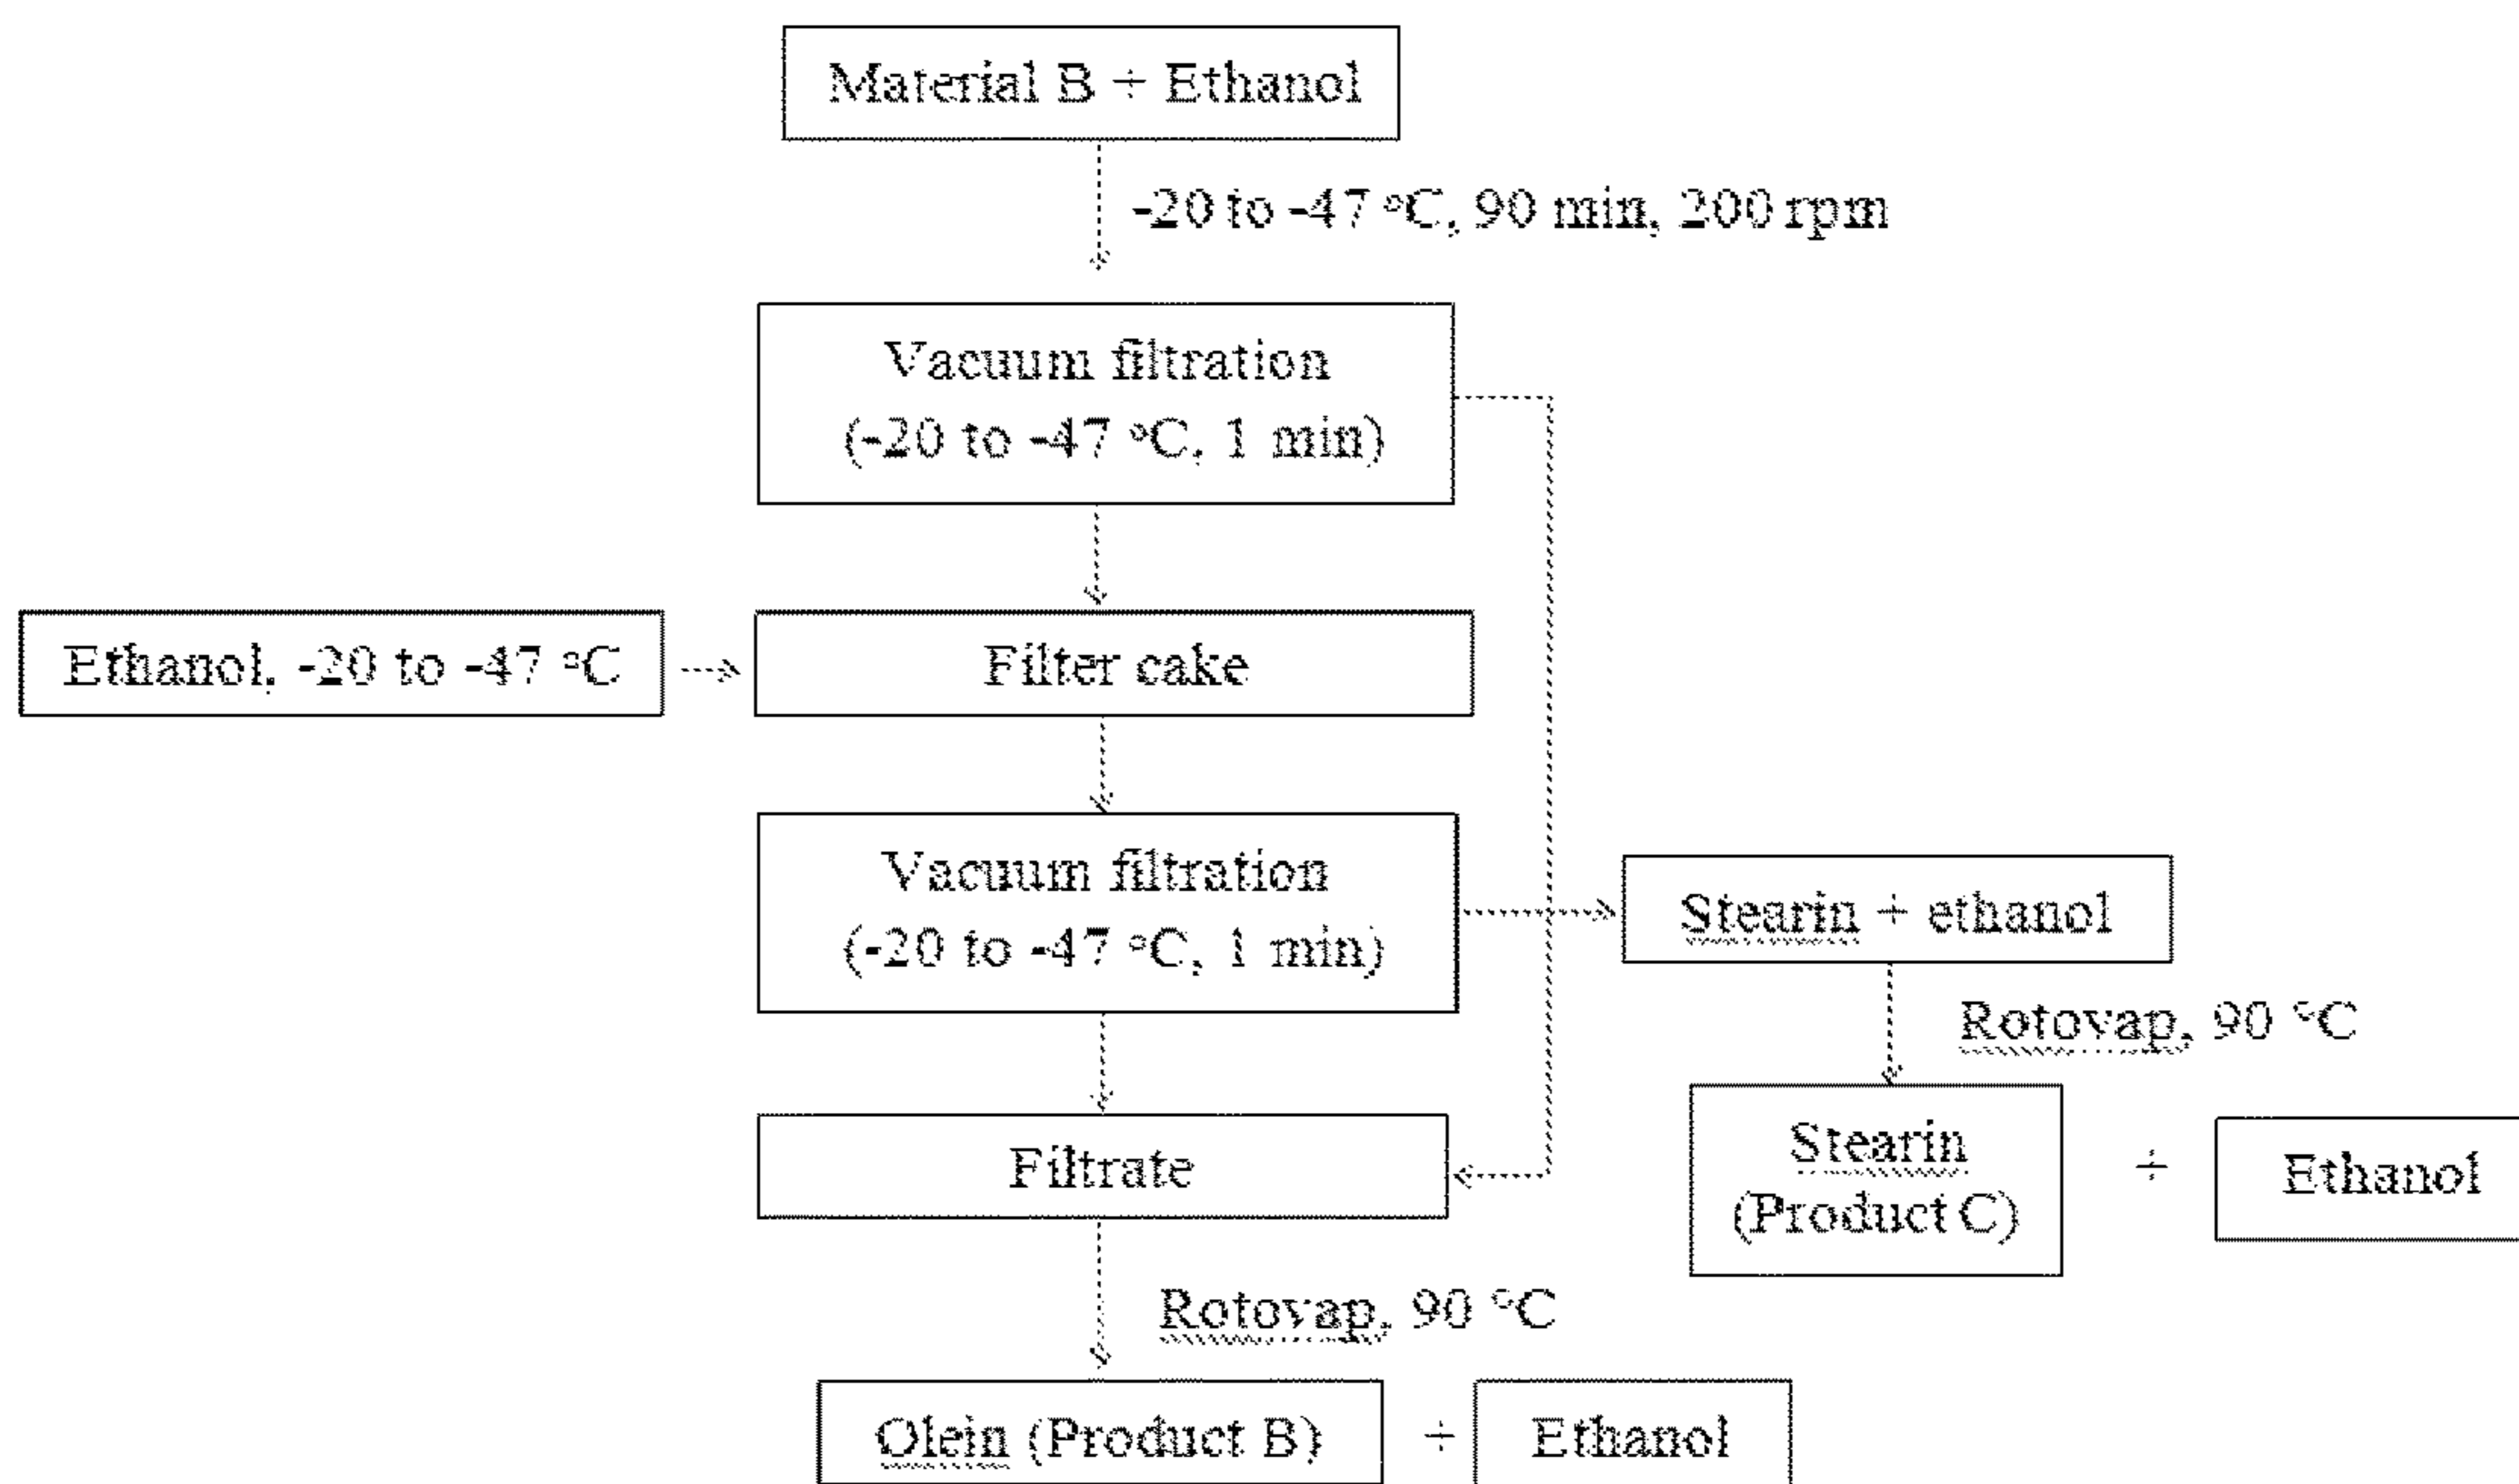 Material B + Ethanol
-20 to -47 °C, 90 min, 200 rpm
Vacuum filtration
(-20 to -47 °C, 1 min)
Ethanol, -20 to -47 °C
Filter cake
Vacuum filtration
(-20 to -47 °C, 1 min)
Stearin + ethanol
Rotovap, 90 °C
Stearin
(Product C)
+
Ethanol
Filtrate
Rotovap, 90 °C
Olein (Product B)
+
Ethanol